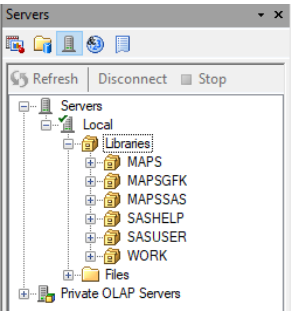 Servers
Refresh Disconnect Stop
Servers
Local
Libraries
MAPS
MAPSGFK
MAPSSAS
SASHELP
SASUSER
WORK
Files
Private OLAP Servers